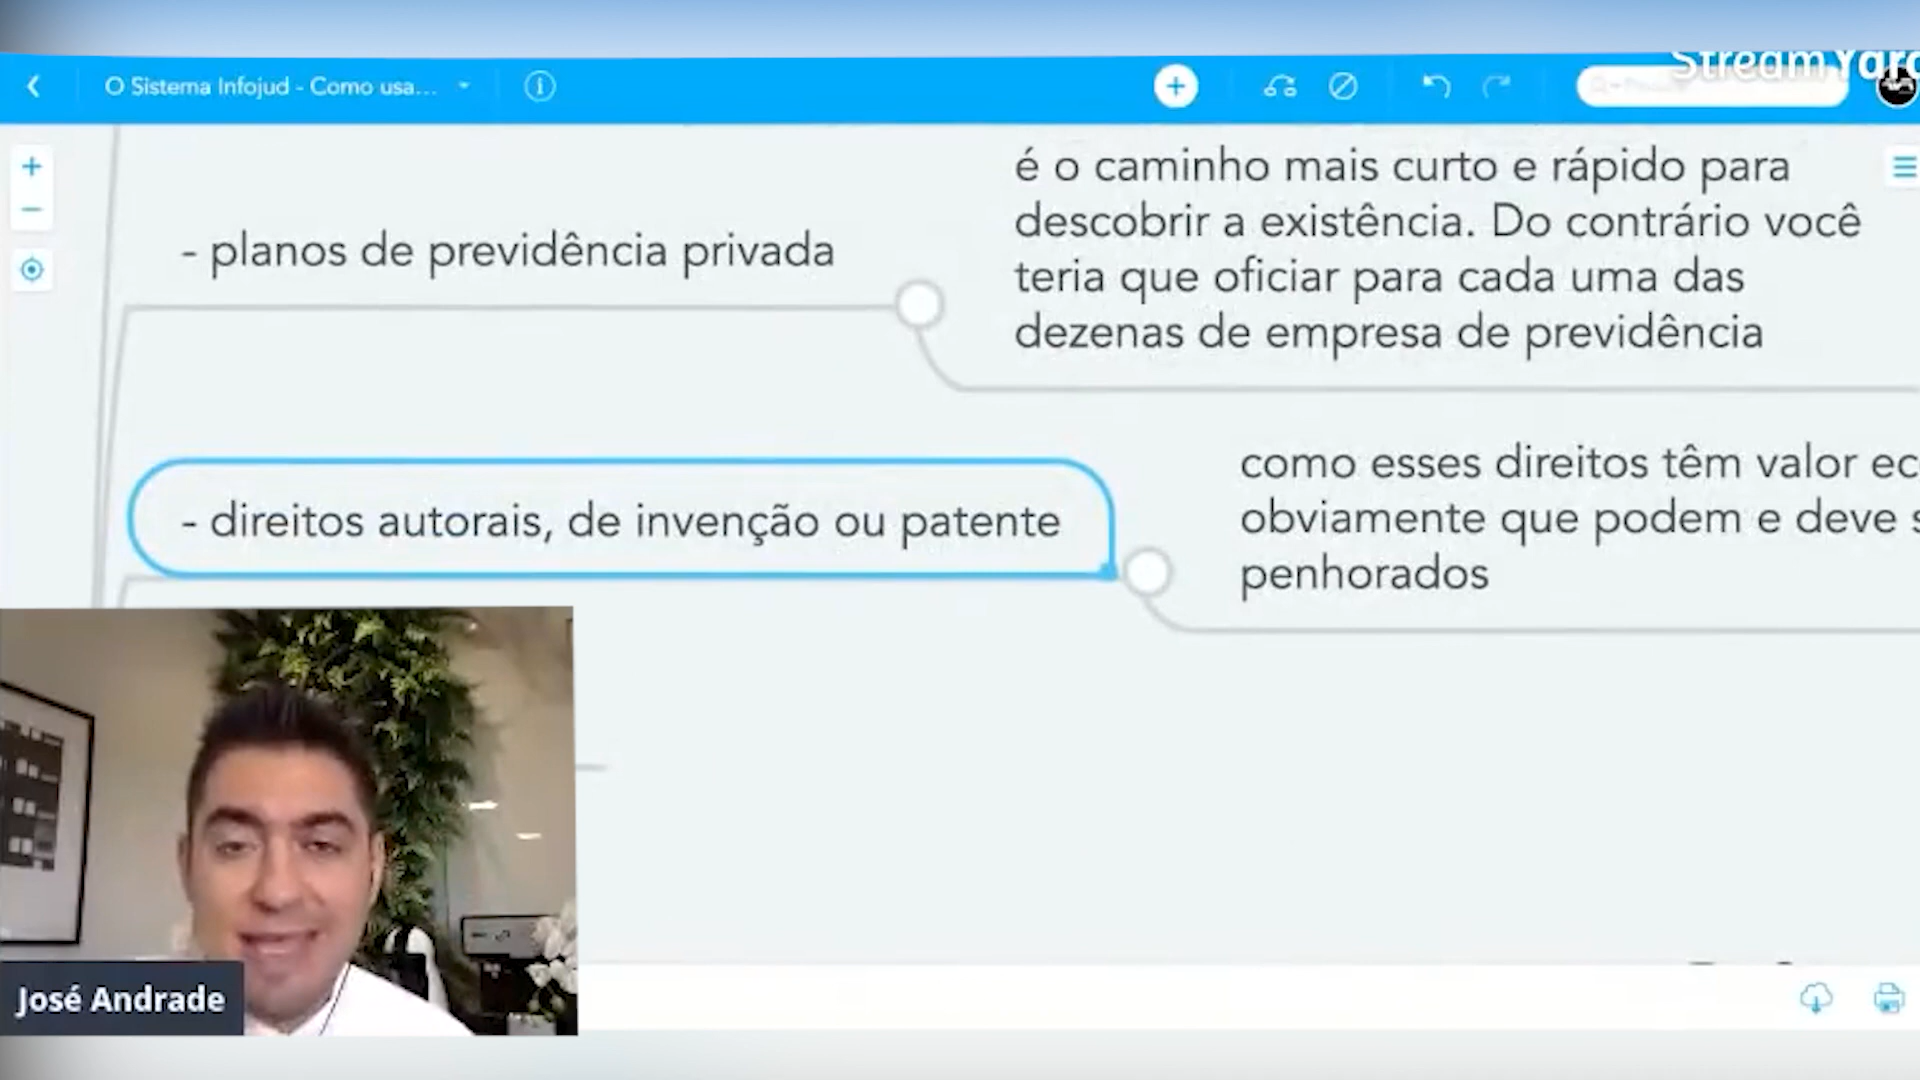 StreamYard
O Sistema Infojud - Como usa...
é o caminho mais curto e rápido para
descobrir a existência. Do contrário você
teria que oficiar para cada uma das
dezenas de empresa de previdência
- planos de previdência privada
- direitos autorais, de invenção ou patente
como esses direitos têm valor ec
obviamente que podem e deve s
penhorados
José Andrade